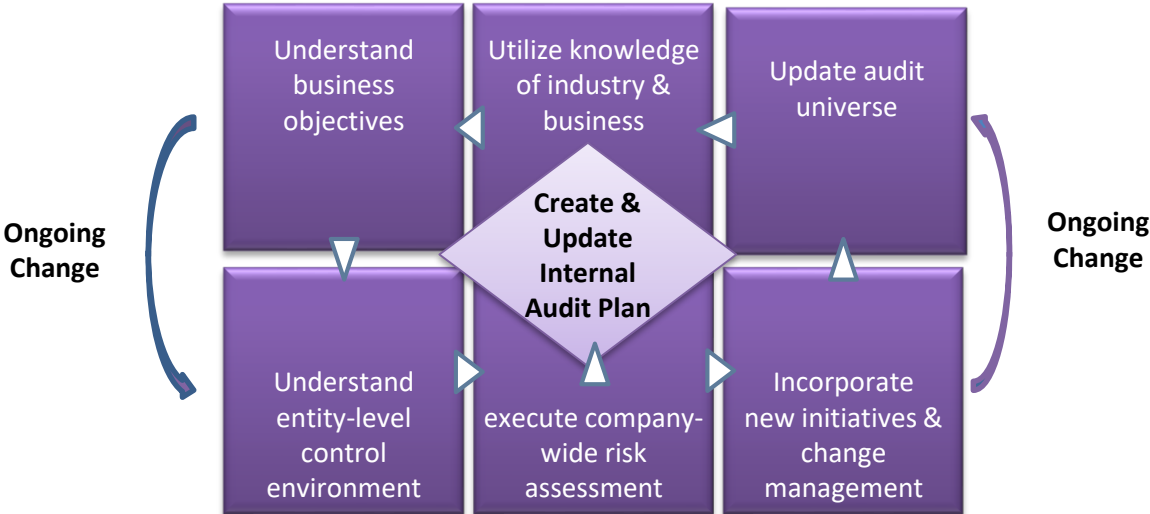 Understand
business
objectives
Utilize knowledge
of industry &
business
Update audit
universe
Ongoing
Change
Create &
Update
Internal
Audit Plan
Ongoing
Change
Understand
entity-level
control
environment
execute company-
wide risk
assessment
Incorporate
new initiatives &
change
management